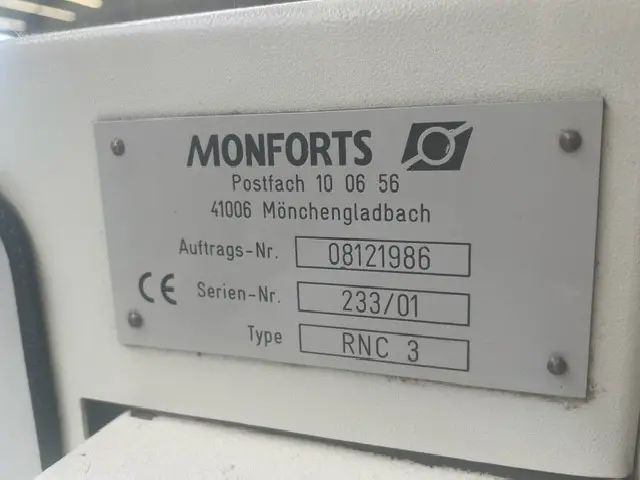 MONFORTS
Postfach 10 06 56
41006 Mönchengladbach
Auftrags-Nr. 08121986
CE Serien-Nr. 233/01
Type RNC 3